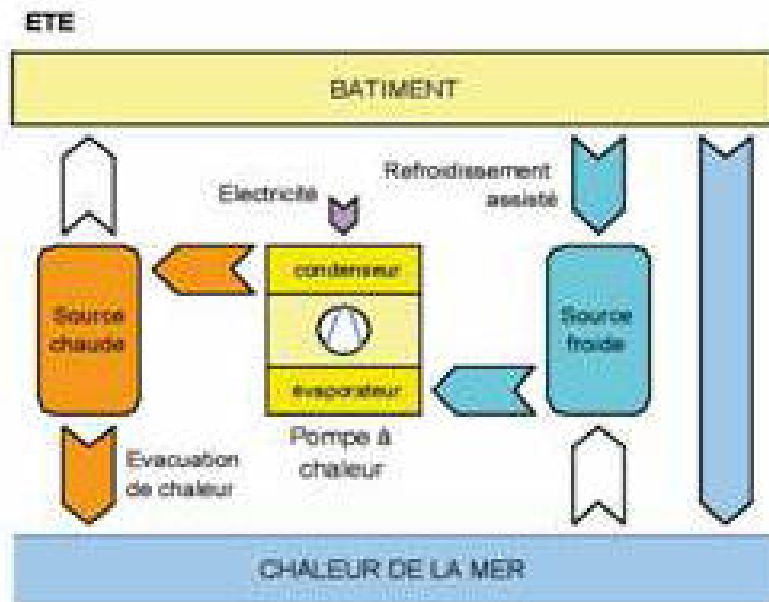 ETE
BATIMENT
Refroidissement
assisté
Electricité
condenseur
Source
chaude
Source
froide
évaporateur
Pompe à
chaleur
Evacuation
de chaleur
CHALEUR DE LA MER